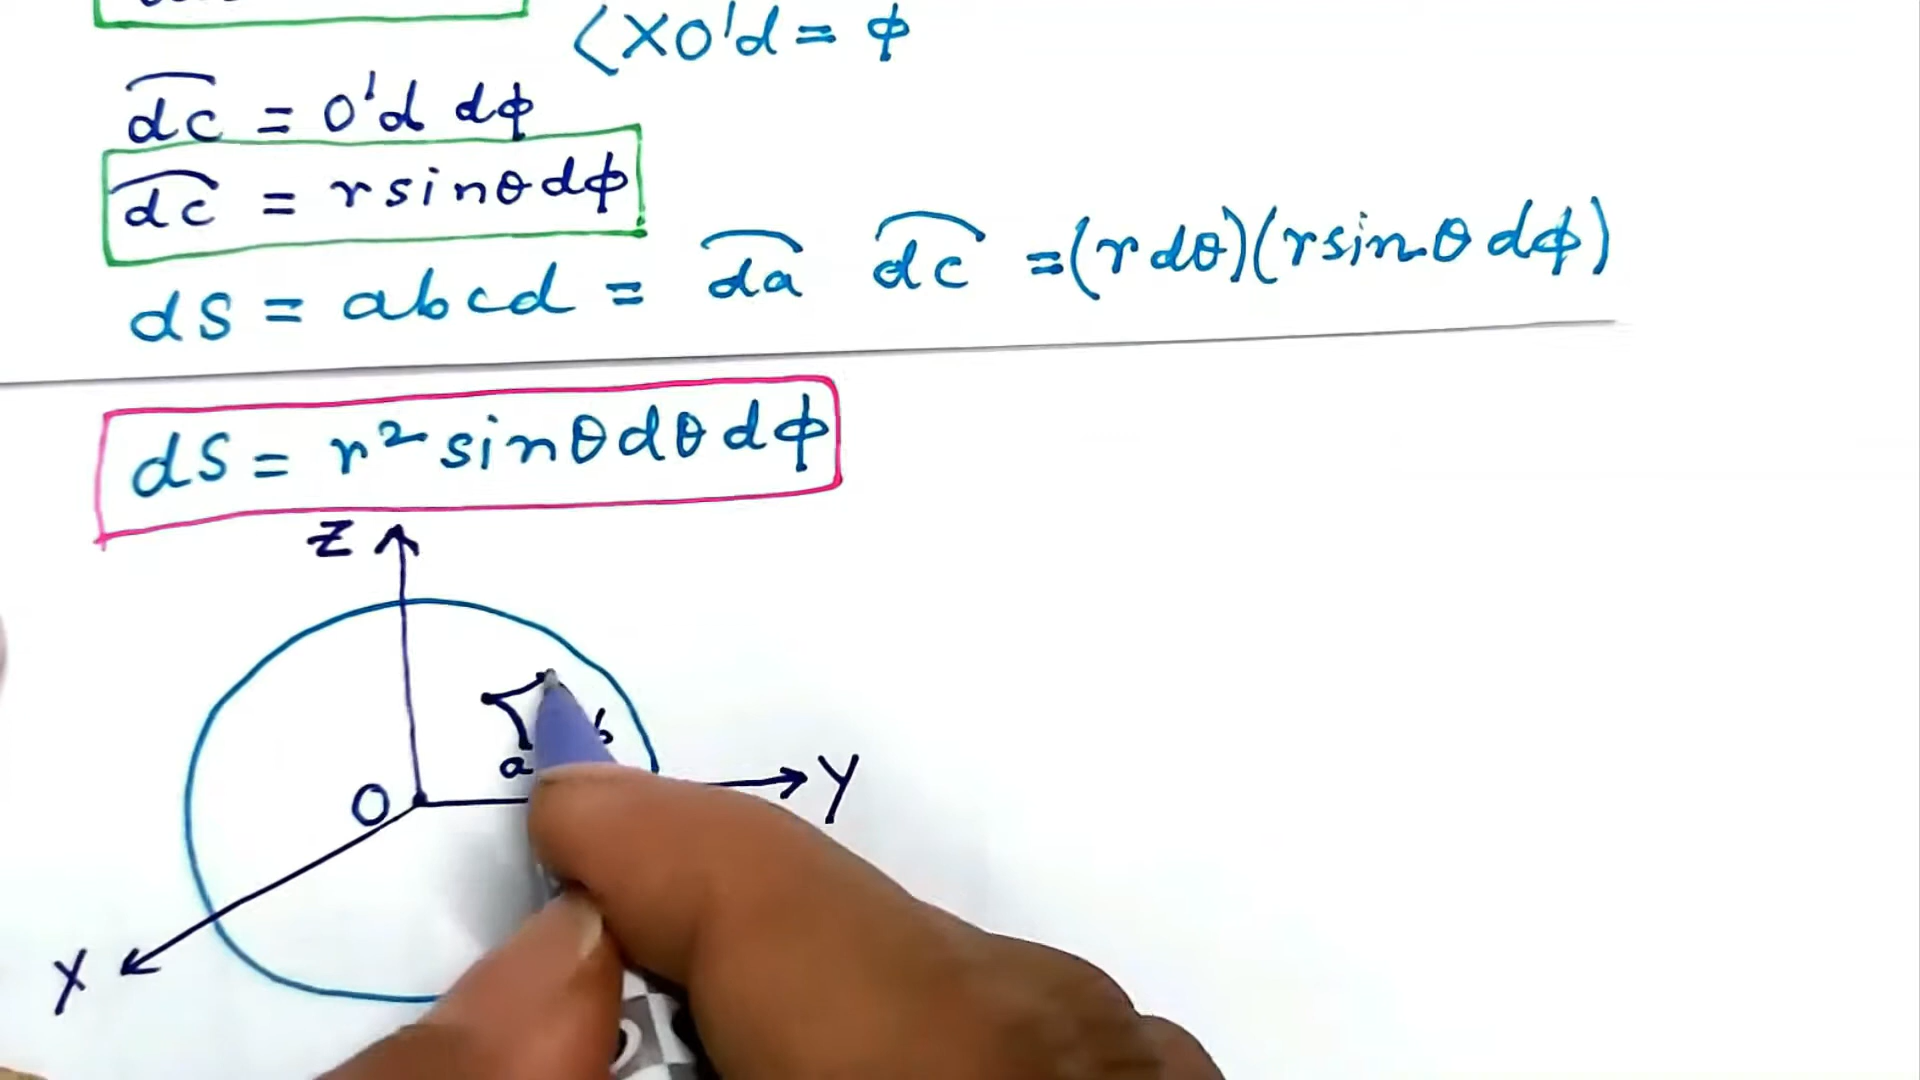 <XO'd = φ
dc = O'd dφ
dc = r sinθ dφ
dS = abcd = da dc = (r dθ)(r sinθ dφ)
dS = r² sinθ dθ dφ
Z
b
a
O
Y
X